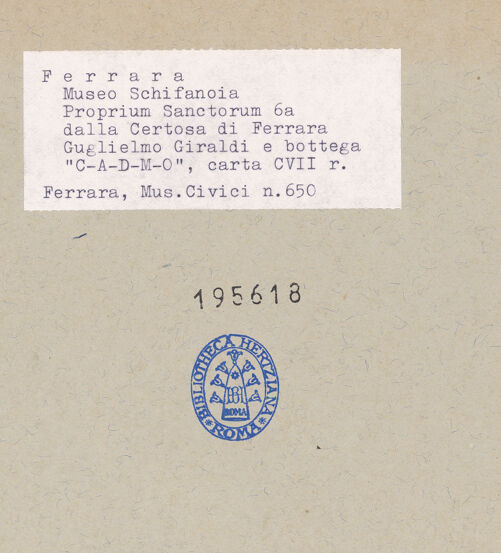 F e r r a r a
Museo Schifanoia
Proprium Sanctorum 6a
dalla Certosa di Ferrara
Guglielmo Giraldi e bottega
"C-A-D-M-O", carta CVII r.
Ferrara, Mus.Civici n.650
195618
BIBLIOTHECA HERTZIANA
ROMA
* ROMA *